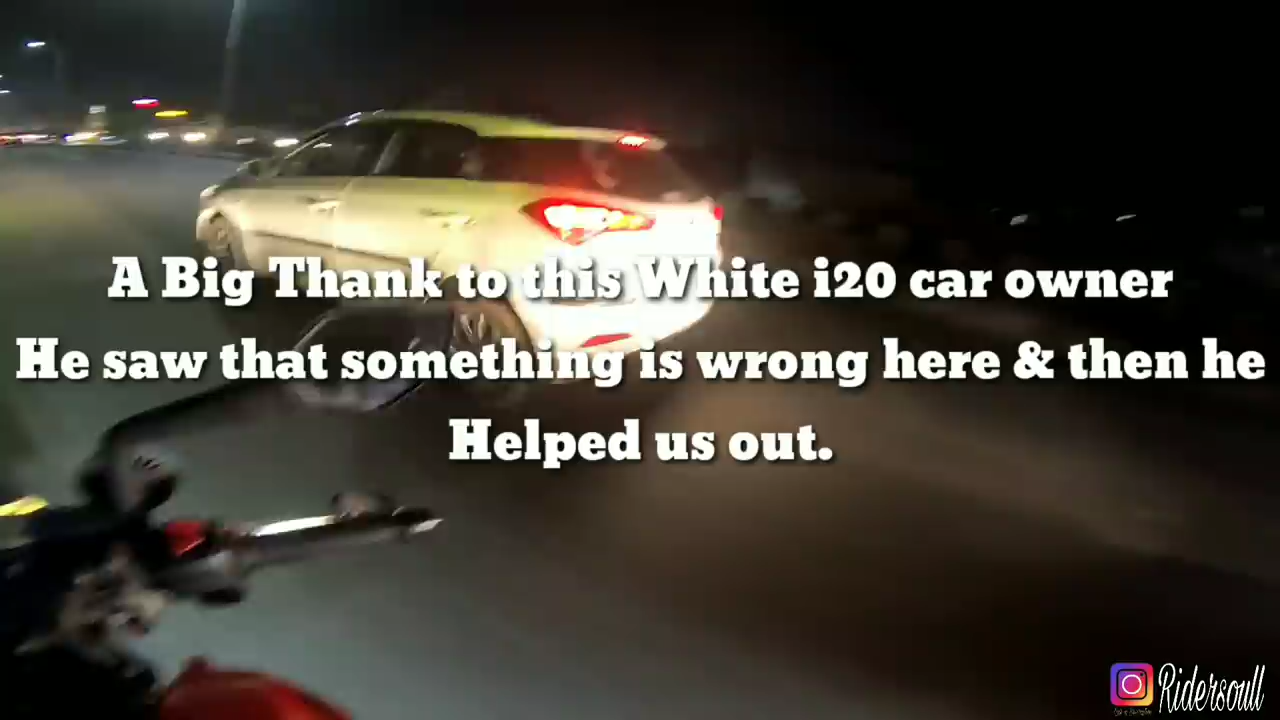 A Big Thank to this White i20 car owner
He saw that something is wrong here & then he
Helped us out.
Ridersoull